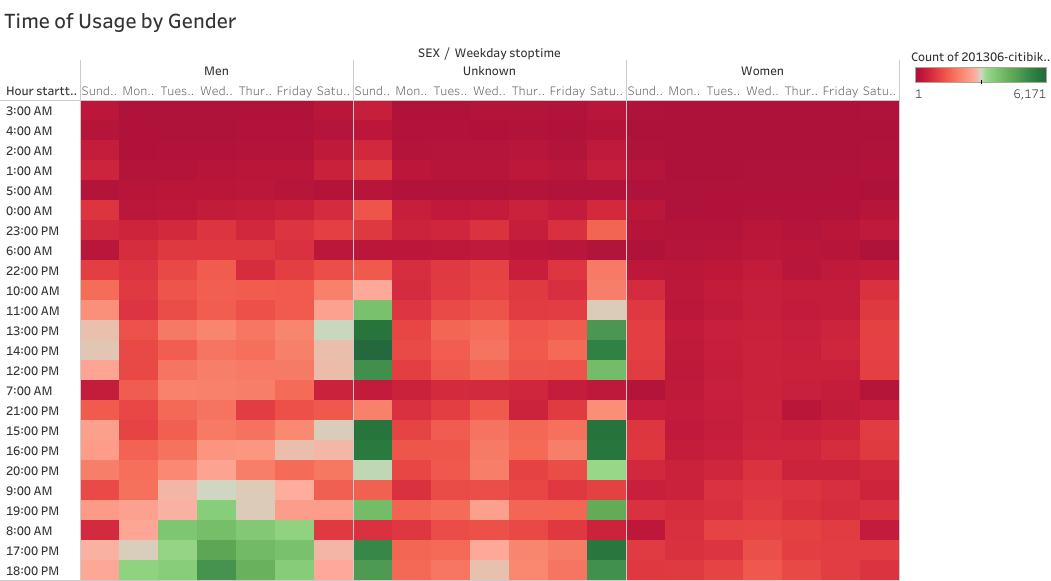 Time of Usage by Gender
SEX / Weekday stoptime
Count of 201306-citibik..
Men Unknown Women
Hour startt.. Sund.. Mon.. Tues.. Wed.. Thur.. Friday Satu.. Sund.. Mon.. Tues.. Wed.. Thur.. Friday Satu.. Sund.. Mon.. Tues.. Wed.. Thur.. Friday Satu..
1 6,171
3:00 AM
4:00 AM
2:00 AM
1:00 AM
5:00 AM
0:00 AM
23:00 PM
6:00 AM
22:00 PM
10:00 AM
11:00 AM
13:00 PM
14:00 PM
12:00 PM
7:00 AM
21:00 PM
15:00 PM
16:00 PM
20:00 PM
9:00 AM
19:00 PM
8:00 AM
17:00 PM
18:00 PM